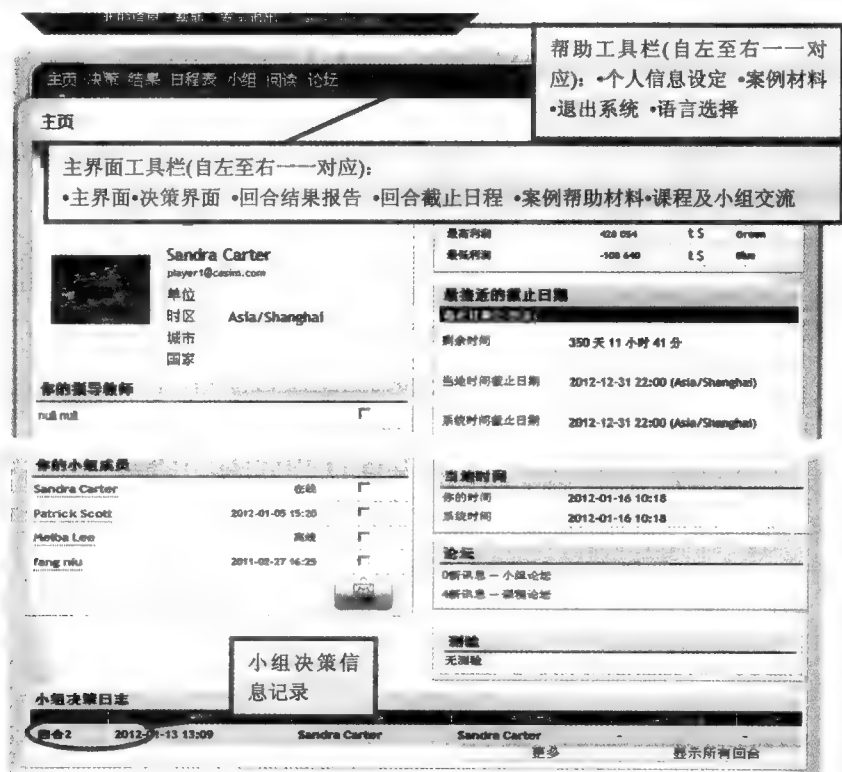 帮助工具栏(自左至右一一对
应)：•个人信息设定 •案例材料
•退出系统 •语言选择
主页 决策 结果 日程表 小组 阅读 论坛
主页
主界面工具栏(自左至右一一对应)：
•主界面•决策界面 •回合结果报告 •回合截止日程 •案例帮助材料•课程及小组交流
最高利润 428 054 t $ Green
最低利润 -108 640 t $ Blue
Sandra Carter
player1@cesim.com
单位
时区 Asia/Shanghai
城市
国家
最接近的截止日期
剩余时间 350 天 11 小时 41 分
当地时间截止日期 2012-12-31 22:00 (Asia/Shanghai)
系统时间截止日期 2012-12-31 22:00 (Asia/Shanghai)
你的指导教师
null null
你的小组成员
Sandra Carter 在线
Patrick Scott 2012-01-05 15:20
Melba Lee 离线
fang niu 2011-02-27 16:25
当地时间
你的时间 2012-01-16 10:18
系统时间 2012-01-16 10:18
论坛
0新讯息 — 小组论坛
4新讯息 — 课程论坛
测验
无测验
小组决策信
息记录
小组决策日志
回合2 2012-01-13 13:09 Sandra Carter Sandra Carter - -
更多 显示所有回合